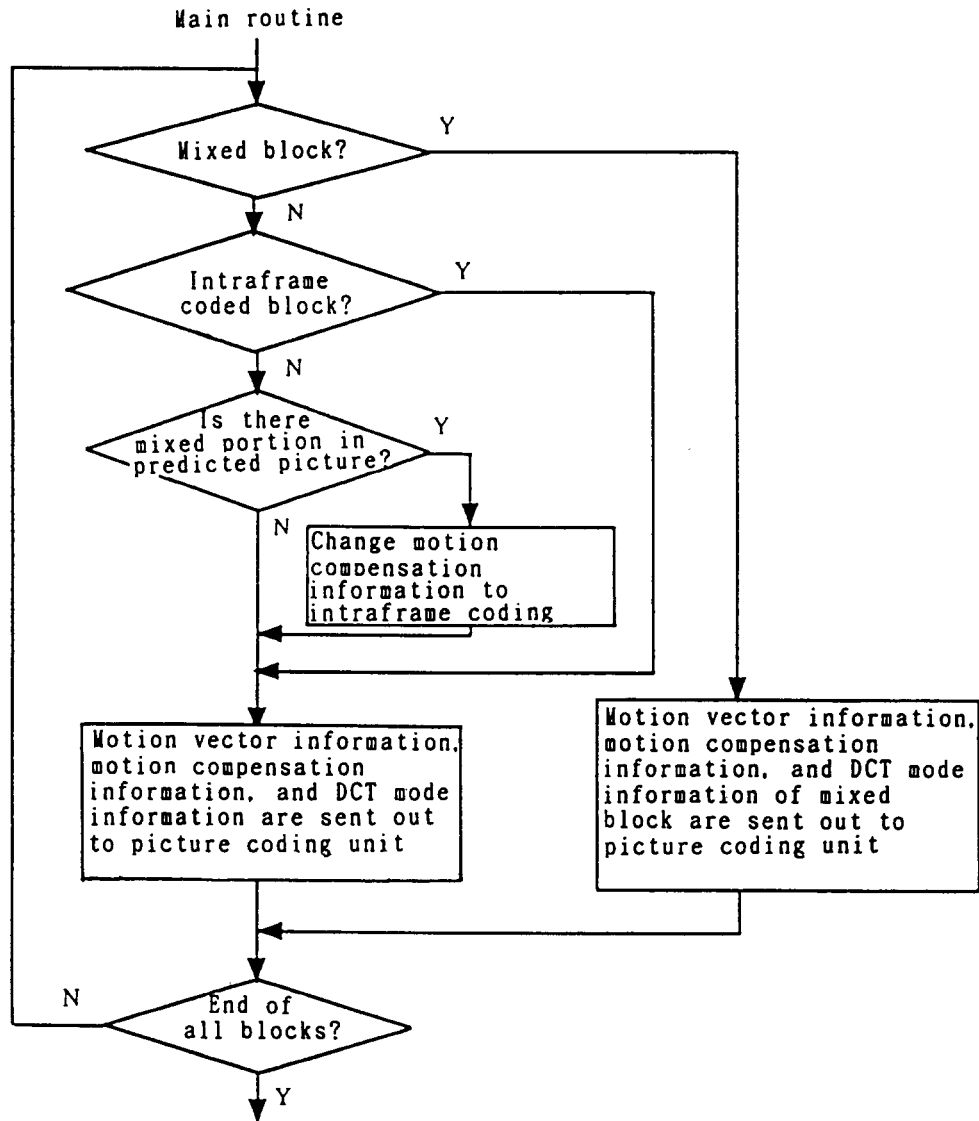 Main routine
Mixed block?
Y
N
Intraframe
coded block?
Y
N
Is there
mixed portion in
predicted picture?
Y
N
Change motion
compensation
information to
intraframe coding
Motion vector information,
motion compensation
information, and DCT mode
information are sent out
to picture coding unit
Motion vector information,
motion compensation
information, and DCT mode
information of mixed
block are sent out to
picture coding unit
N
End of
all blocks?
Y